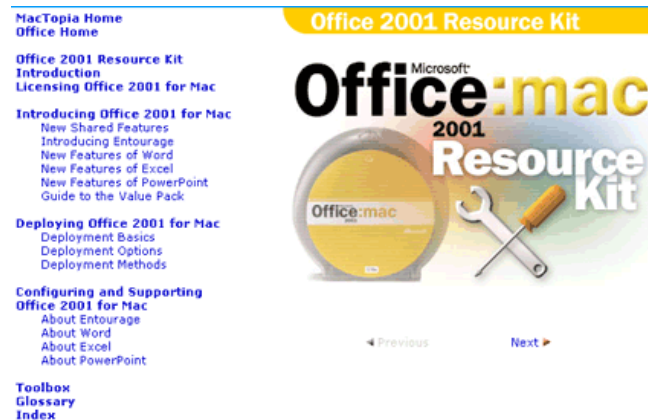 MacTopia Home
Office Home
Office 2001 Resource Kit
Introduction
Licensing Office 2001 for Mac
Introducing Office 2001 for Mac
New Shared Features
Introducing Entourage
New Features of Word
New Features of Excel
New Features of PowerPoint
Guide to the Value Pack
Deploying Office 2001 for Mac
Deployment Basics
Deployment Options
Deployment Methods
Configuring and Supporting
Office 2001 for Mac
About Entourage
About Word
About Excel
About PowerPoint
Toolbox
Glossary
Index
Office 2001 Resource Kit
Microsoft
Office:mac
2001
Resource
Kit
Office:mac
Previous
Next